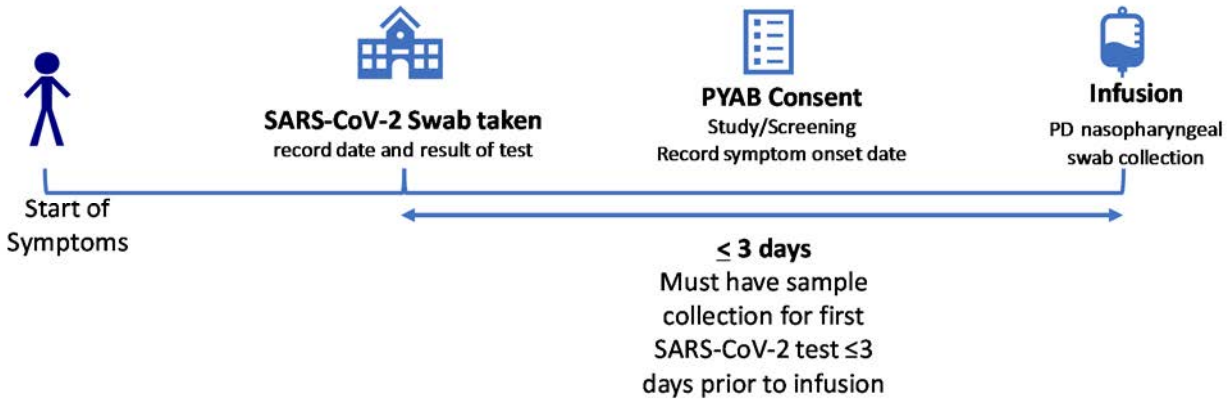 SARS-CoV-2 Swab taken
record date and result of test
PYAB Consent
Study/Screening
Record symptom onset date
Infusion
PD nasopharyngeal
swab collection
Start of
Symptoms
≤ 3 days
Must have sample
collection for first
SARS-CoV-2 test ≤3
days prior to infusion